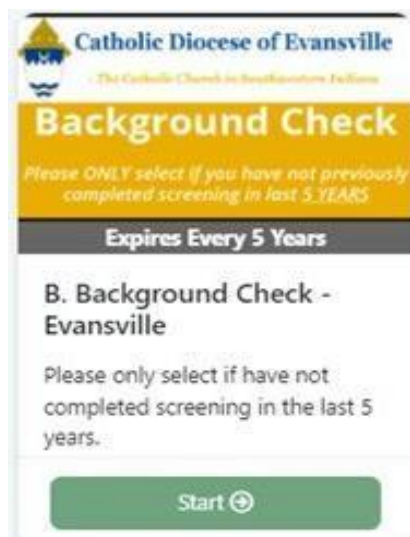 Catholic Diocese of Evansville
- The Catholic Church in Southwestern Indiana
Background Check
Please ONLY select if you have not previously
completed screening in last 5 YEARS
Expires Every 5 Years
B. Background Check -
Evansville
Please only select if have not
completed screening in the last 5
years.
Start